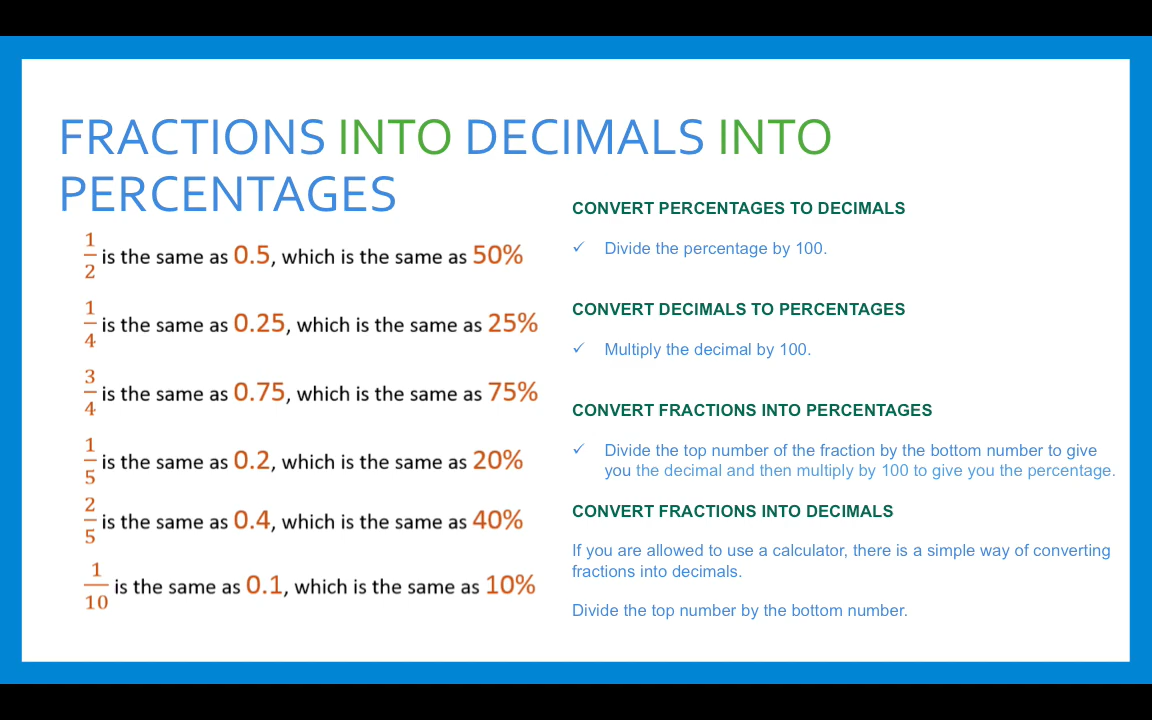 FRACTIONS INTO DECIMALS INTO
PERCENTAGES
1/2 is the same as 0.5, which is the same as 50%
1/4 is the same as 0.25, which is the same as 25%
3/4 is the same as 0.75, which is the same as 75%
1/5 is the same as 0.2, which is the same as 20%
2/5 is the same as 0.4, which is the same as 40%
1/10 is the same as 0.1, which is the same as 10%
CONVERT PERCENTAGES TO DECIMALS
✓ Divide the percentage by 100.
CONVERT DECIMALS TO PERCENTAGES
✓ Multiply the decimal by 100.
CONVERT FRACTIONS INTO PERCENTAGES
✓ Divide the top number of the fraction by the bottom number to give
you the decimal and then multiply by 100 to give you the percentage.
CONVERT FRACTIONS INTO DECIMALS
If you are allowed to use a calculator, there is a simple way of converting
fractions into decimals.
Divide the top number by the bottom number.